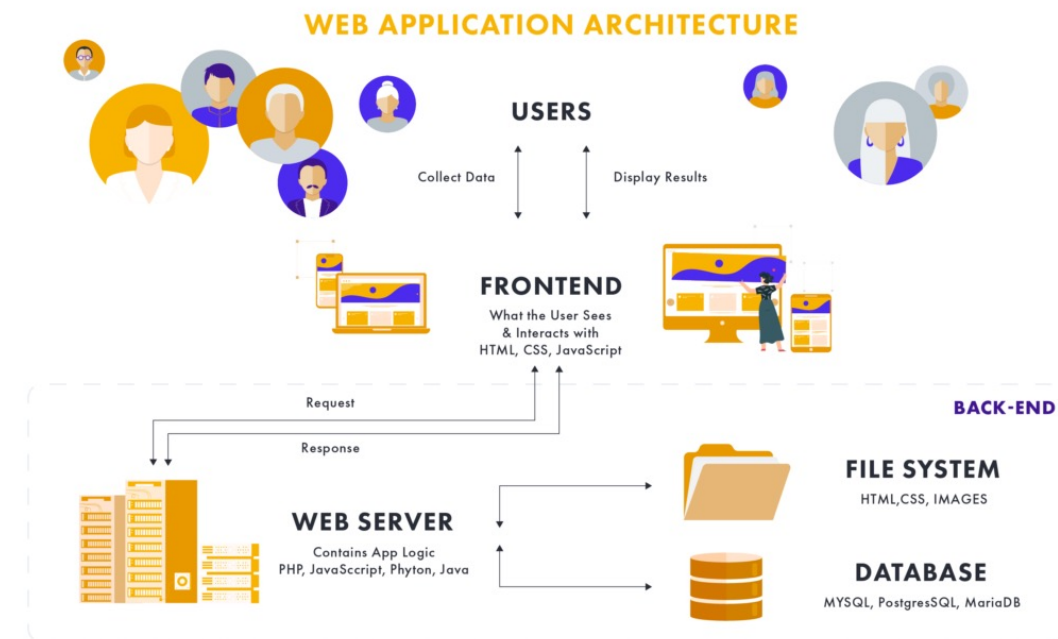 WEB APPLICATION ARCHITECTURE
USERS
Collect Data
Display Results
FRONTEND
What the User Sees
& Interacts with
HTML, CSS, JavaScript
BACK-END
Request
Response
WEB SERVER
Contains App Logic
PHP, JavaSccript, Phyton, Java
FILE SYSTEM
HTML,CSS, IMAGES
DATABASE
MYSQL, PostgresSQL, MariaDB